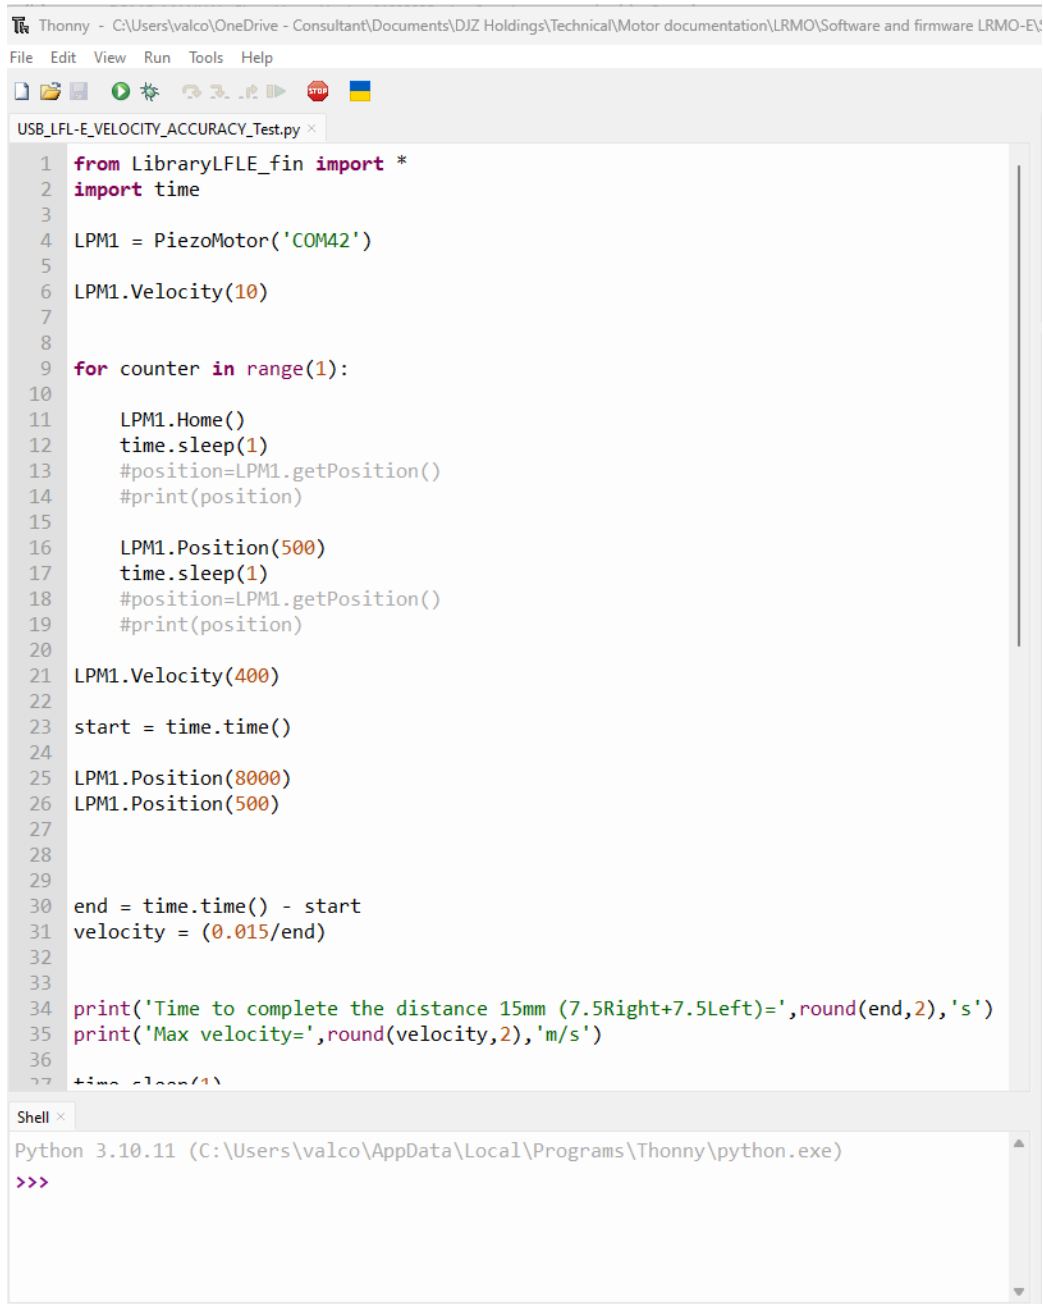 Thonny - C:\Users\valco\OneDrive - Consultant\Documents\DJZ Holdings\Technical\Motor documentation\LRMO\Software and firmware LRMO-E\
File Edit View Run Tools Help
STOP
USB_LFL-E_VELOCITY_ACCURACY_Test.py ×
1 from LibraryLFLE_fin import *
2 import time
3
4 LPM1 = PiezoMotor('COM42')
5
6 LPM1.Velocity(10)
7
8
9 for counter in range(1):
10
11     LPM1.Home()
12     time.sleep(1)
13     #position=LPM1.getPosition()
14     #print(position)
15
16     LPM1.Position(500)
17     time.sleep(1)
18     #position=LPM1.getPosition()
19     #print(position)
20
21 LPM1.Velocity(400)
22
23 start = time.time()
24
25 LPM1.Position(8000)
26 LPM1.Position(500)
27
28
29
30 end = time.time() - start
31 velocity = (0.015/end)
32
33
34 print('Time to complete the distance 15mm (7.5Right+7.5Left)=',round(end,2),'s')
35 print('Max velocity=',round(velocity,2),'m/s')
36
37 time.sleep(1)
Shell ×
Python 3.10.11 (C:\Users\valco\AppData\Local\Programs\Thonny\python.exe)
>>>